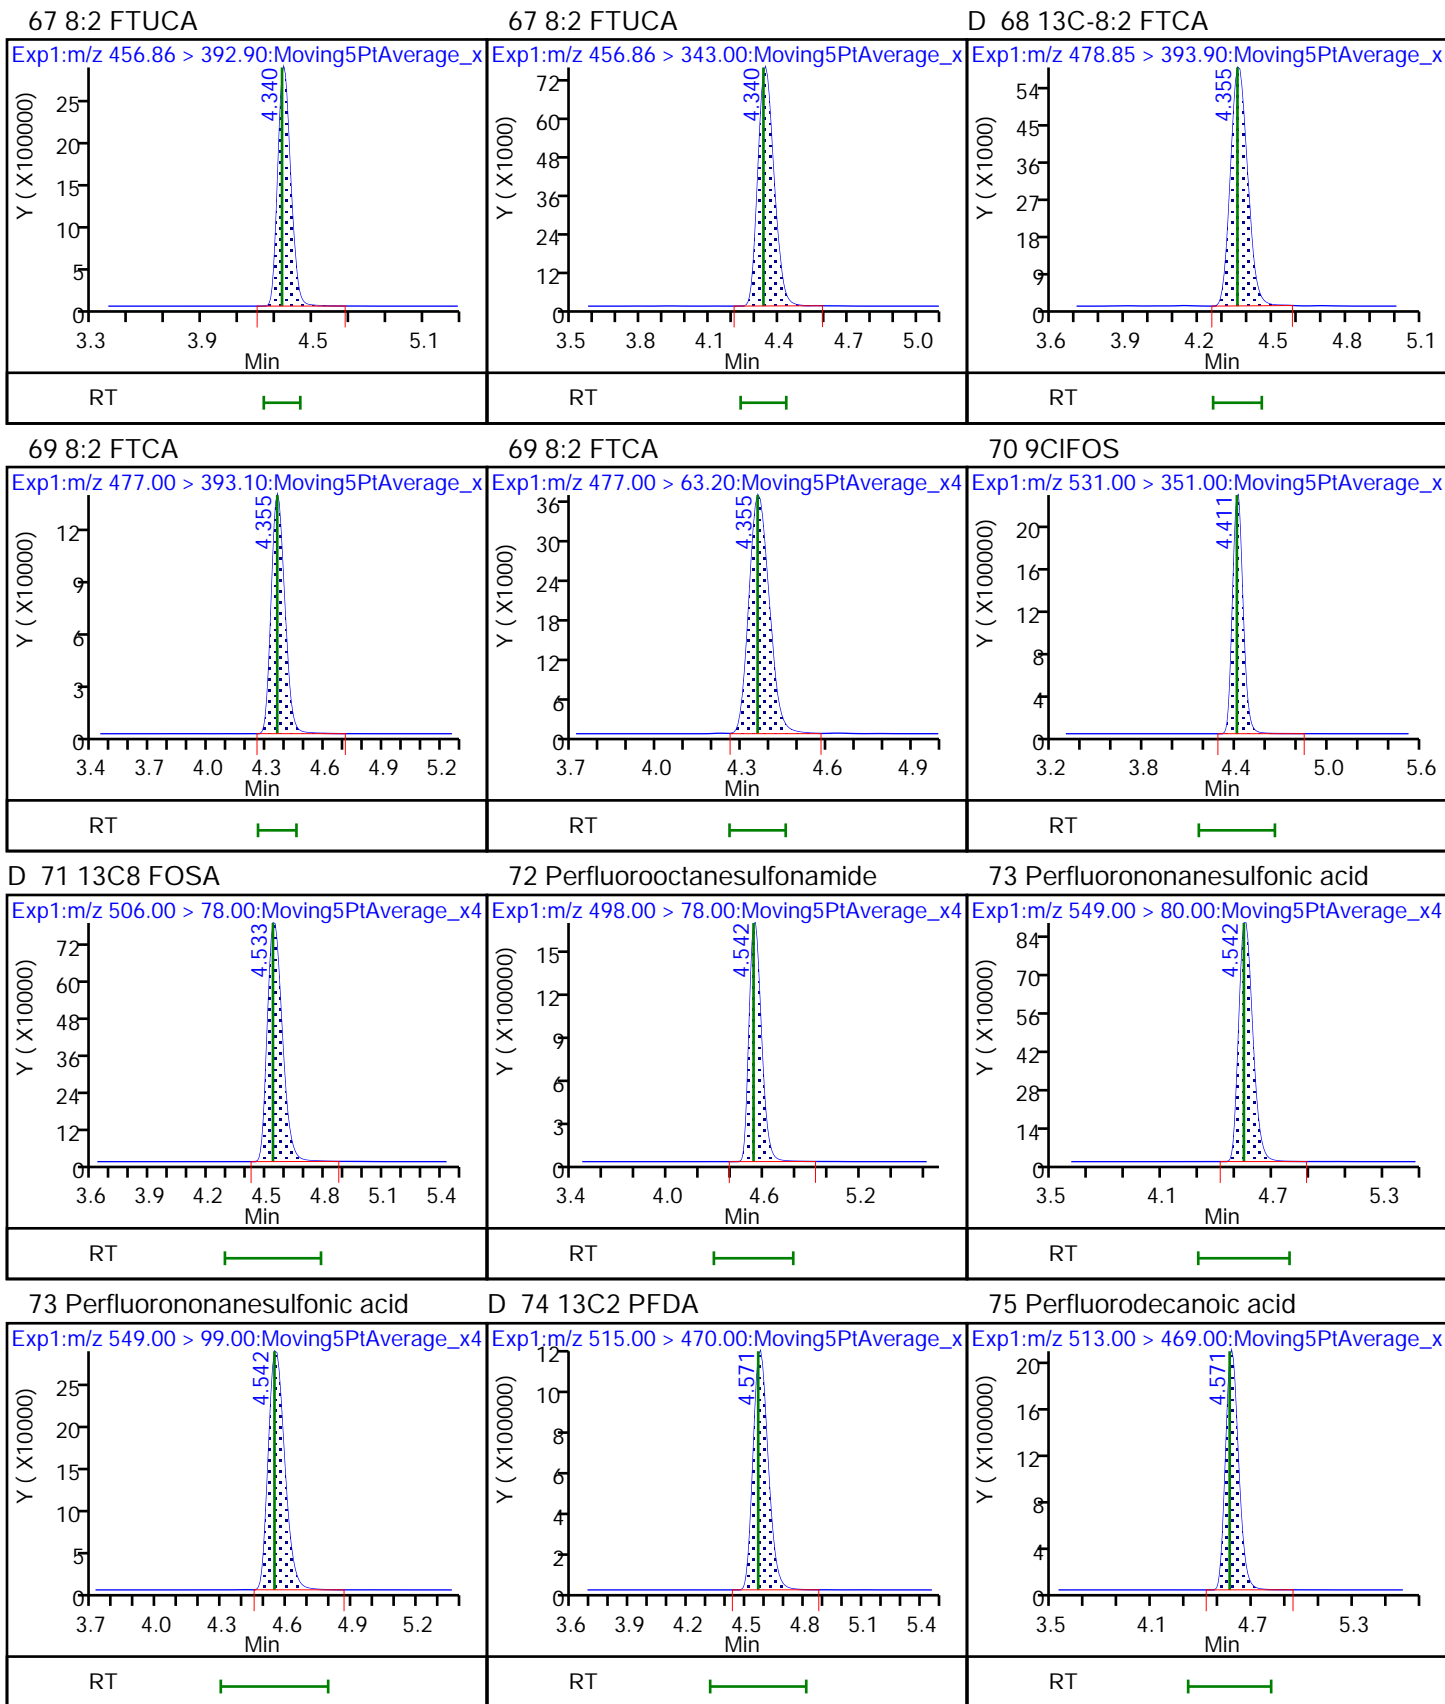 67 8:2 FTUCA
Exp1:m/z 456.86 > 392.90:Moving5PtAverage_x
4.340
Y ( X100000)
25
20
15
10
5
0
3.3 3.9 4.5 5.1
Min
RT
67 8:2 FTUCA
Exp1:m/z 456.86 > 343.00:Moving5PtAverage_x
4.340
Y ( X1000)
72
60
48
36
24
12
0
3.5 3.8 4.1 4.4 4.7 5.0
Min
RT
D 68 13C-8:2 FTCA
Exp1:m/z 478.85 > 393.90:Moving5PtAverage_x
4.355
Y ( X1000)
54
45
36
27
18
9
0
3.6 3.9 4.2 4.5 4.8 5.1
Min
RT
69 8:2 FTCA
Exp1:m/z 477.00 > 393.10:Moving5PtAverage_x
4.355
Y ( X10000)
12
9
6
3
0
3.4 3.7 4.0 4.3 4.6 4.9 5.2
Min
RT
69 8:2 FTCA
Exp1:m/z 477.00 > 63.20:Moving5PtAverage_x4
4.355
Y ( X1000)
36
30
24
18
12
6
0
3.7 4.0 4.3 4.6 4.9
Min
RT
70 9ClFOS
Exp1:m/z 531.00 > 351.00:Moving5PtAverage_x
4.411
Y ( X100000)
20
16
12
8
4
0
3.2 3.8 4.4 5.0 5.6
Min
RT
D 71 13C8 FOSA
Exp1:m/z 506.00 > 78.00:Moving5PtAverage_x4
4.533
Y ( X10000)
72
60
48
36
24
12
0
3.6 3.9 4.2 4.5 4.8 5.1 5.4
Min
RT
72 Perfluorooctanesulfonamide
Exp1:m/z 498.00 > 78.00:Moving5PtAverage_x4
4.542
Y ( X100000)
15
12
9
6
3
0
3.4 4.0 4.6 5.2
Min
RT
73 Perfluorononanesulfonic acid
Exp1:m/z 549.00 > 80.00:Moving5PtAverage_x4
4.542
Y ( X10000)
84
70
56
42
28
14
0
3.5 4.1 4.7 5.3
Min
RT
73 Perfluorononanesulfonic acid
Exp1:m/z 549.00 > 99.00:Moving5PtAverage_x4
4.542
Y ( X10000)
25
20
15
10
5
0
3.7 4.0 4.3 4.6 4.9 5.2
Min
RT
D 74 13C2 PFDA
Exp1:m/z 515.00 > 470.00:Moving5PtAverage_x
4.571
Y ( X100000)
12
10
8
6
4
2
0
3.6 3.9 4.2 4.5 4.8 5.1 5.4
Min
RT
75 Perfluorodecanoic acid
Exp1:m/z 513.00 > 469.00:Moving5PtAverage_x
4.571
Y ( X100000)
20
16
12
8
4
0
3.5 4.1 4.7 5.3
Min
RT